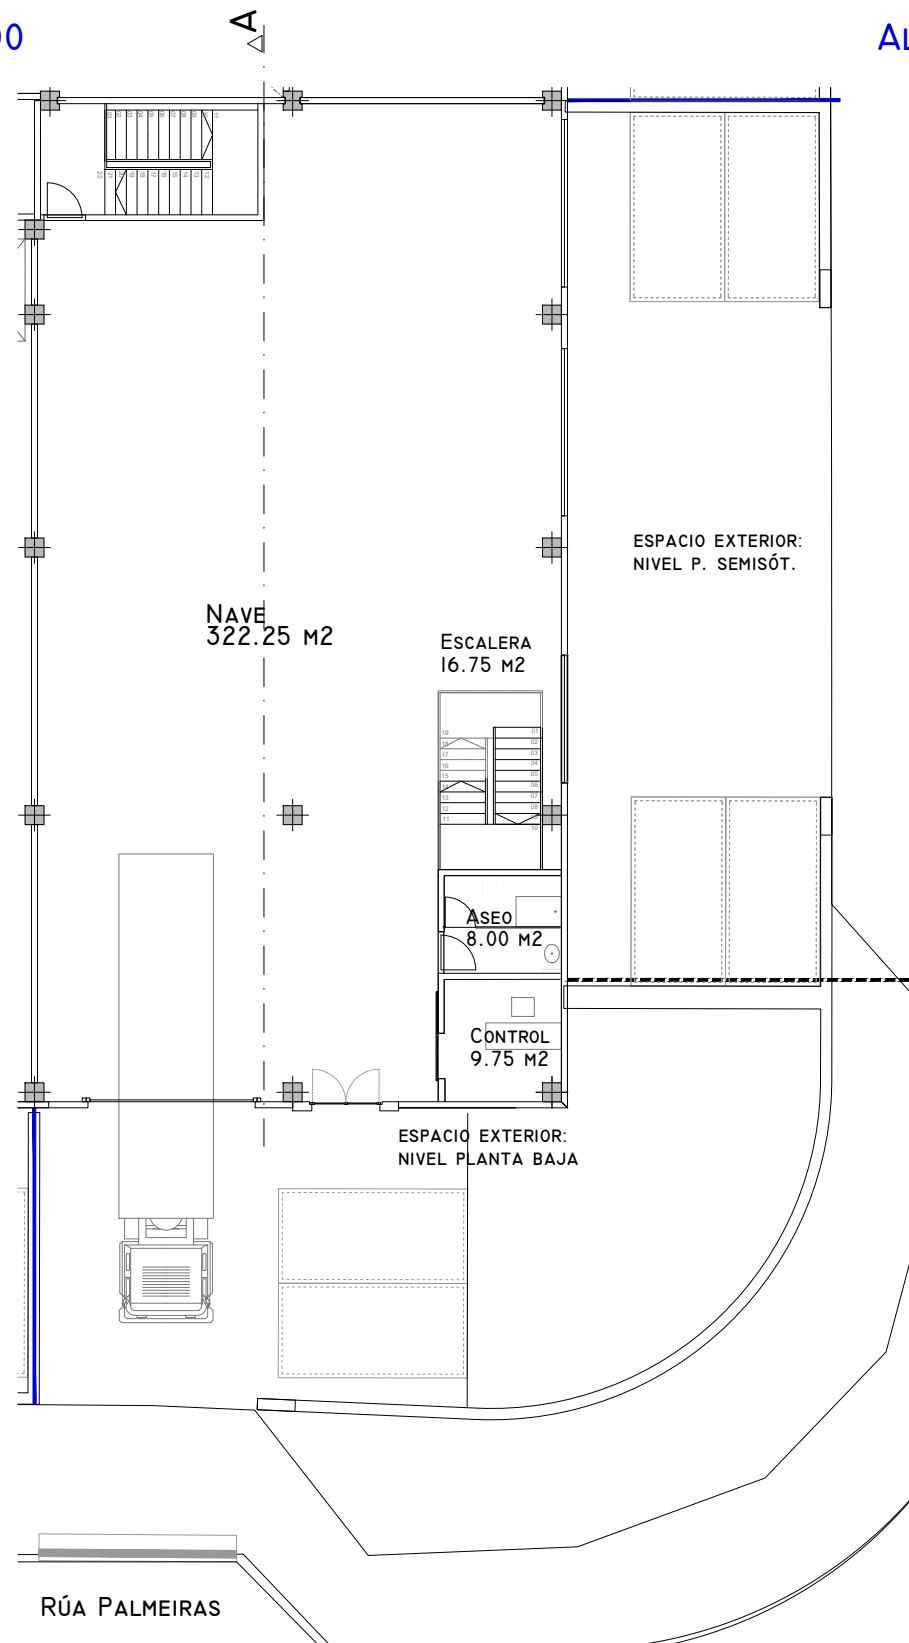 A
00
AL
NAVE
322.25 M2
ESCALERA
16.75 M2
ESPACIO EXTERIOR:
NIVEL P. SEMISÓT.
ASEO
8.00 M2
CONTROL
9.75 M2
ESPACIO EXTERIOR:
NIVEL PLANTA BAJA
RÚA PALMEIRAS